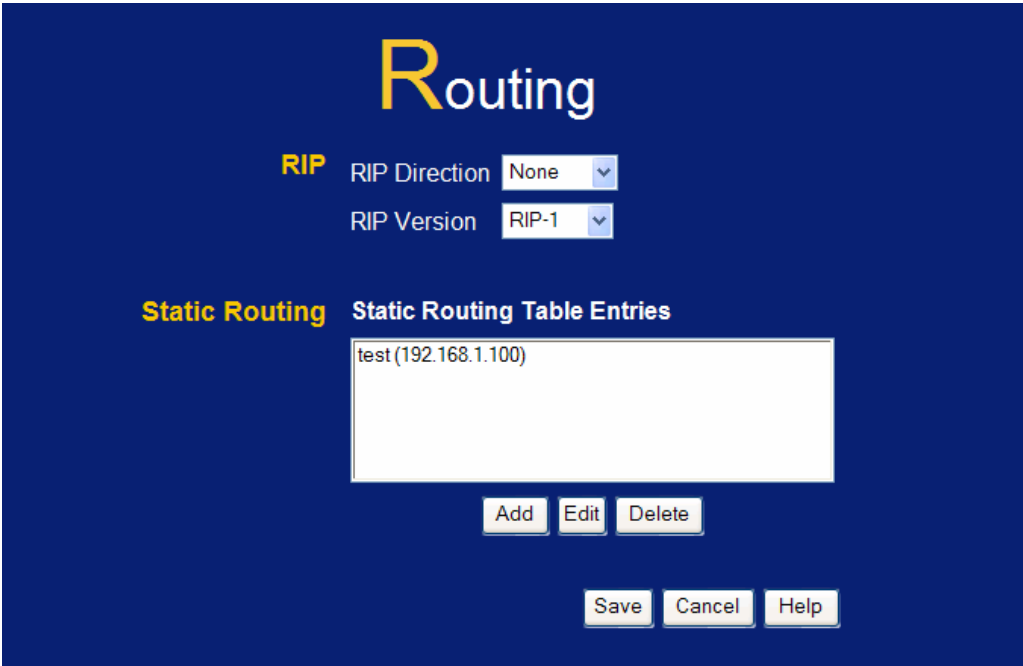 Routing
RIP RIP Direction None
RIP Version RIP-1
Static Routing Static Routing Table Entries
test (192.168.1.100)
Add Edit Delete
Save Cancel Help